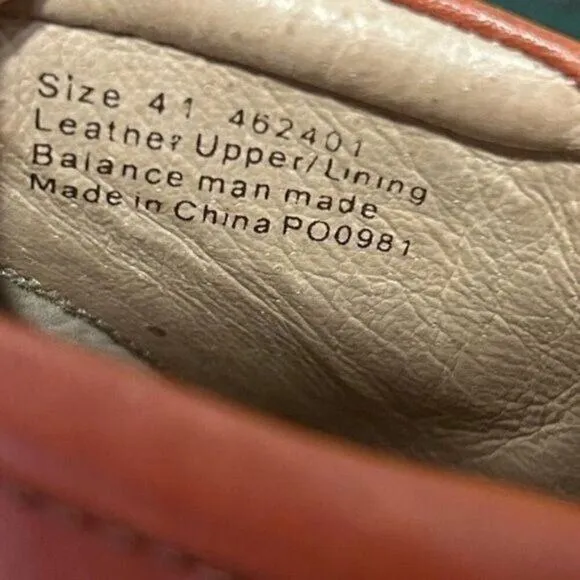 Size 41 462401
Leather Upper/Lining
Balance man made
Made in China PO0981